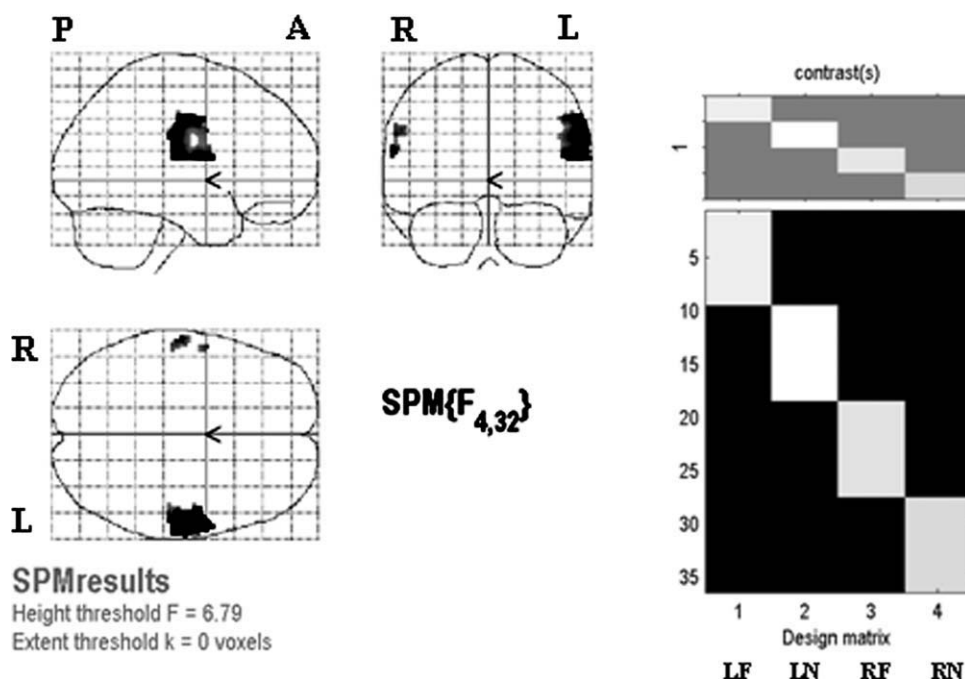 P A R L
R
L
SPM{F4,32}
SPMresults
Height threshold F = 6.79
Extent threshold k = 0 voxels
contrast(s)
1
5
10
15
20
25
30
35
1 2 3 4
Design matrix
LF LN RF RN